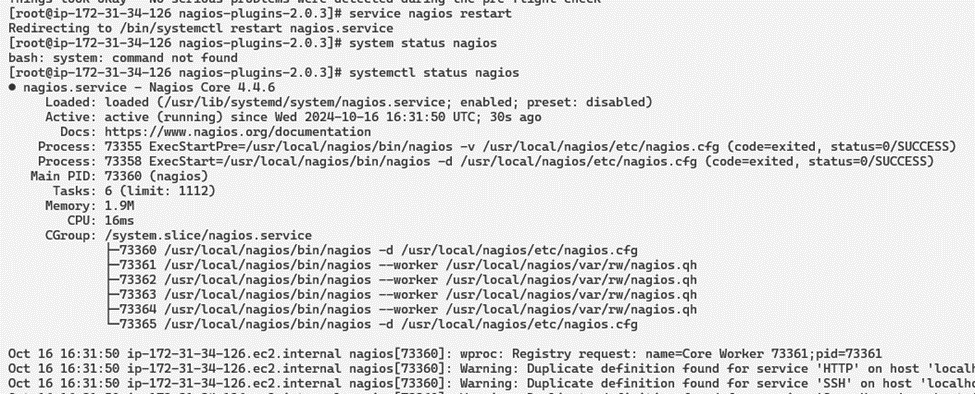 Things look okay - No serious problems were detected during the pre-flight check
[root@ip-172-31-34-126 nagios-plugins-2.0.3]# service nagios restart
Redirecting to /bin/systemctl restart nagios.service
[root@ip-172-31-34-126 nagios-plugins-2.0.3]# system status nagios
bash: system: command not found
[root@ip-172-31-34-126 nagios-plugins-2.0.3]# systemctl status nagios
● nagios.service - Nagios Core 4.4.6
Loaded: loaded (/usr/lib/systemd/system/nagios.service; enabled; preset: disabled)
Active: active (running) since Wed 2024-10-16 16:31:50 UTC; 30s ago
Docs: https://www.nagios.org/documentation
Process: 73355 ExecStartPre=/usr/local/nagios/bin/nagios -v /usr/local/nagios/etc/nagios.cfg (code=exited, status=0/SUCCESS)
Process: 73358 ExecStart=/usr/local/nagios/bin/nagios -d /usr/local/nagios/etc/nagios.cfg (code=exited, status=0/SUCCESS)
Main PID: 73360 (nagios)
Tasks: 6 (limit: 1112)
Memory: 1.9M
CPU: 16ms
CGroup: /system.slice/nagios.service
├─73360 /usr/local/nagios/bin/nagios -d /usr/local/nagios/etc/nagios.cfg
├─73361 /usr/local/nagios/bin/nagios --worker /usr/local/nagios/var/rw/nagios.qh
├─73362 /usr/local/nagios/bin/nagios --worker /usr/local/nagios/var/rw/nagios.qh
├─73363 /usr/local/nagios/bin/nagios --worker /usr/local/nagios/var/rw/nagios.qh
├─73364 /usr/local/nagios/bin/nagios --worker /usr/local/nagios/var/rw/nagios.qh
└─73365 /usr/local/nagios/bin/nagios -d /usr/local/nagios/etc/nagios.cfg
Oct 16 16:31:50 ip-172-31-34-126.ec2.internal nagios[73360]: wproc: Registry request: name=Core Worker 73361;pid=73361
Oct 16 16:31:50 ip-172-31-34-126.ec2.internal nagios[73360]: Warning: Duplicate definition found for service 'HTTP' on host 'localh
Oct 16 16:31:50 ip-172-31-34-126.ec2.internal nagios[73360]: Warning: Duplicate definition found for service 'SSH' on host 'localho